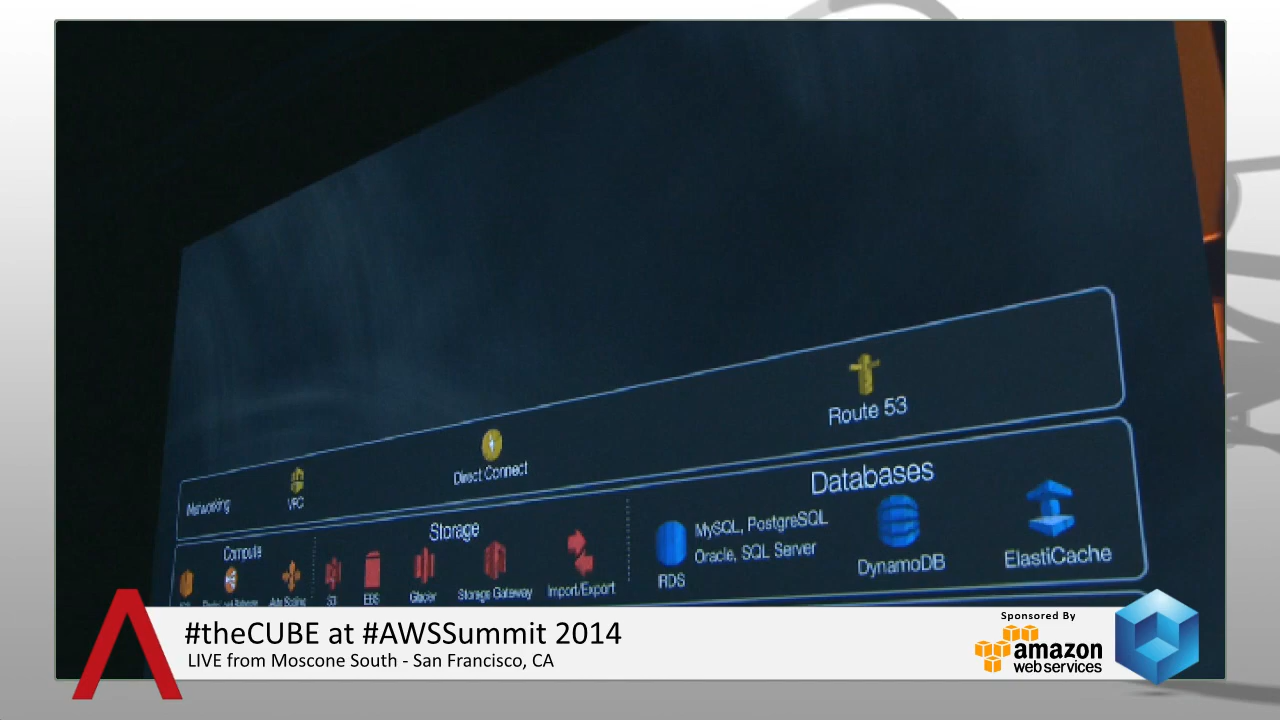 Route 53
Direct Connect
VPC
Networking
Databases
Storage
Compute
MySQL, PostgreSQL
Oracle, SQL Server
RDS
DynamoDB
ElastiCache
Auto Scaling
S3
EBS
Glacier
Storage Gateway
Import/Export
#theCUBE at #AWSSummit 2014
LIVE from Moscone South - San Francisco, CA
Sponsored By
amazon
web services